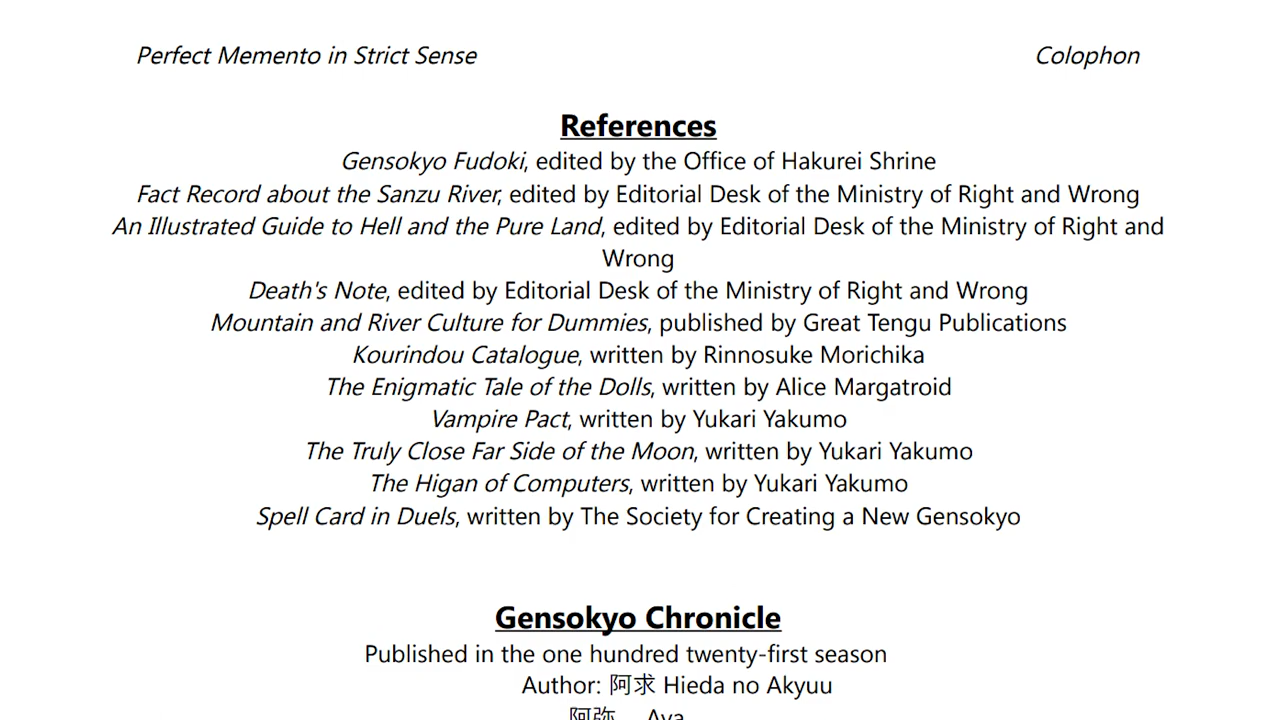 Perfect Memento in Strict Sense
Colophon
References
Gensokyo Fudoki, edited by the Office of Hakurei Shrine
Fact Record about the Sanzu River, edited by Editorial Desk of the Ministry of Right and Wrong
An Illustrated Guide to Hell and the Pure Land, edited by Editorial Desk of the Ministry of Right and
Wrong
Death's Note, edited by Editorial Desk of the Ministry of Right and Wrong
Mountain and River Culture for Dummies, published by Great Tengu Publications
Kourindou Catalogue, written by Rinnosuke Morichika
The Enigmatic Tale of the Dolls, written by Alice Margatroid
Vampire Pact, written by Yukari Yakumo
The Truly Close Far Side of the Moon, written by Yukari Yakumo
The Higan of Computers, written by Yukari Yakumo
Spell Card in Duels, written by The Society for Creating a New Gensokyo
Gensokyo Chronicle
Published in the one hundred twenty-first season
Author: 阿求 Hieda no Akyuu
阿弥 Aya